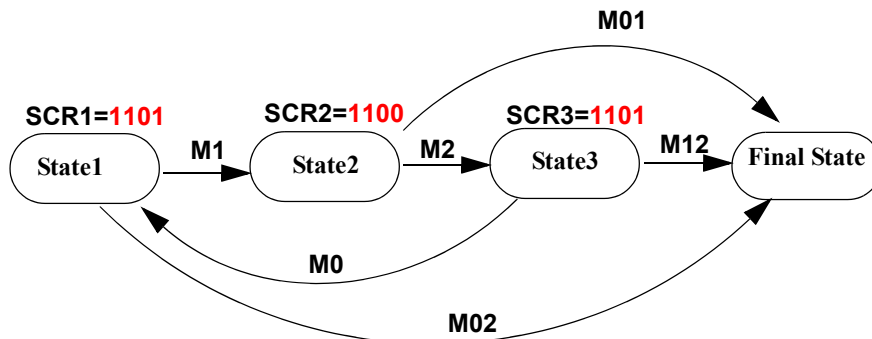 M01
SCR1=1101
SCR2=1100
SCR3=1101
State1
M1
State2
M2
State3
M12
Final State
M0
M02